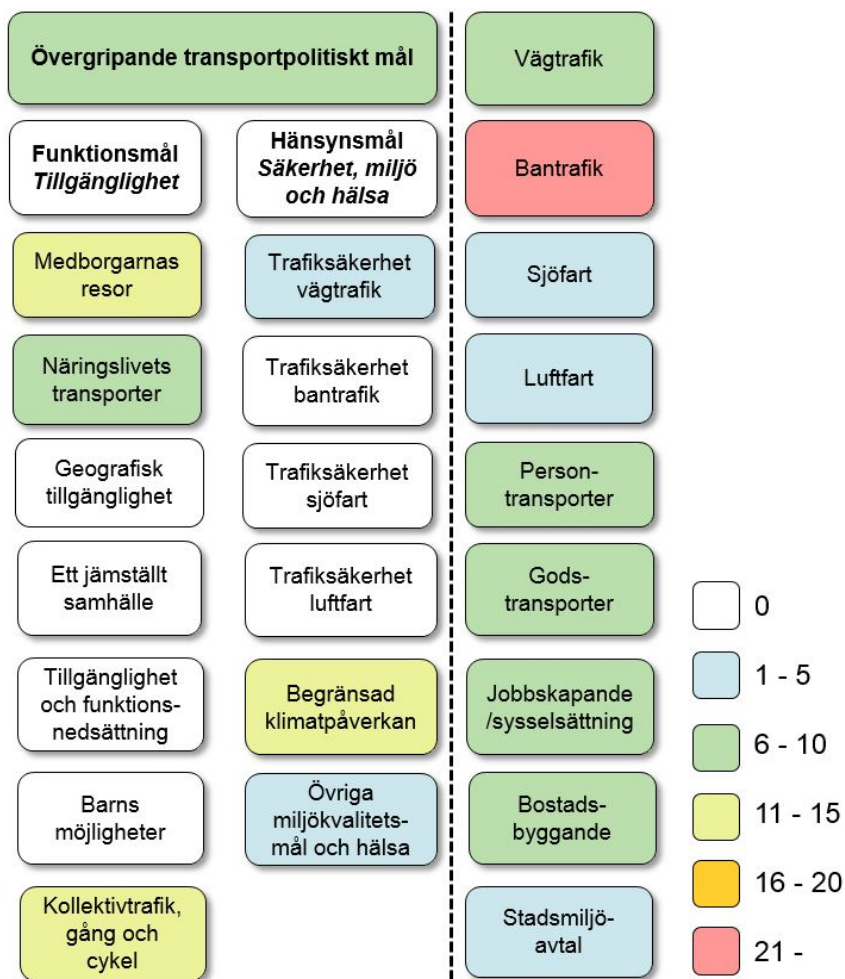 Övergripande transportpolitiskt mål
Funktionsmål
Tillgänglighet
Medborgarnas
resor
Näringslivets
transporter
Geografisk
tillgänglighet
Ett jämställt
samhälle
Tillgänglighet
och funktions-
nedsättning
Barns
möjligheter
Kollektivtrafik,
gång och
cykel
Hänsynsmål
Säkerhet, miljö
och hälsa
Trafiksäkerhet
vägtrafik
Trafiksäkerhet
bantrafik
Trafiksäkerhet
sjöfart
Trafiksäkerhet
luftfart
Begränsad
klimatpåverkan
Övriga
miljökvalitets-
mål och hälsa
Vägtrafik
Bantrafik
Sjöfart
Luftfart
Person-
transporter
Gods-
transporter
Jobbskapande
/sysselsättning
Bostads-
byggande
Stadsmiljö-
avtal
0
1 - 5
6 - 10
11 - 15
16 - 20
21 -